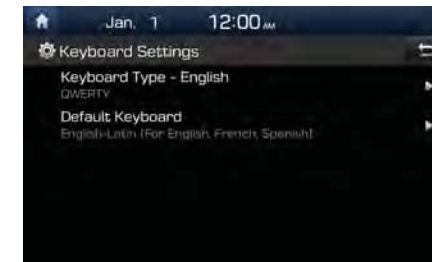 Jan. 1 12:00 AM
Keyboard Settings
Keyboard Type - English
QWERTY
Default Keyboard
English-Latin (For English, French, Spanish)